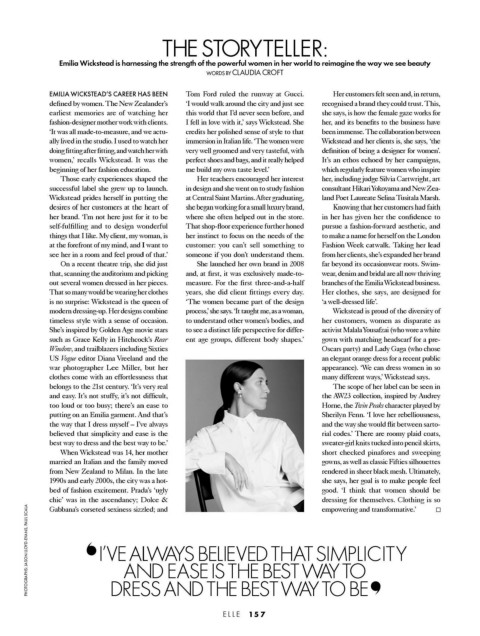 THE STORYTELLER:
Emilia Wickstead is harnessing the strength of the powerful women in her world to reimagine the way we see beauty
WORDS BY CLAUDIA CROFT
EMILIA WICKSTEAD'S CAREER HAS BEEN
defined by women. The New Zealander's
earliest memories are of watching her
fashion-designer mother work with clients.
'It was all made-to-measure, and we actu-
ally lived in the studio. I used to watch her
doing fitting after fitting, and watch her with
women,' recalls Wickstead. It was the
beginning of her fashion education.
Those early experiences shaped the
successful label she grew up to launch.
Wickstead prides herself in putting the
desires of her customers at the heart of
her brand. 'I'm not here just for it to be
self-fulfilling and to design wonderful
things that I like. My client, my woman, is
at the forefront of my mind, and I want to
see her in a room and feel proud of that.'
On a recent theatre trip, she did just
that, scanning the auditorium and picking
out several women dressed in her pieces.
That so many would be wearing her clothes
is no surprise: Wickstead is the queen of
modern dressing-up. Her designs combine
timeless style with a sense of occasion.
She's inspired by Golden Age movie stars
such as Grace Kelly in Hitchcock's Rear
Window, and trailblazers including Sixties
US Vogue editor Diana Vreeland and the
war photographer Lee Miller, but her
clothes come with an effortlessness that
belongs to the 21st century. 'It's very real
and easy. It's not stuffy, it's not difficult,
too loud or too busy; there's an ease to
putting on an Emilia garment. And that's
the way that I dress myself – I've always
believed that simplicity and ease is the
best way to dress and the best way to be.'
When Wickstead was 14, her mother
married an Italian and the family moved
from New Zealand to Milan. In the late
1990s and early 2000s, the city was a hot-
bed of fashion excitement. Prada's 'ugly
chic' was in the ascendancy; Dolce &
Gabbana's corseted sexiness sizzled; and
Tom Ford ruled the runway at Gucci.
'I would walk around the city and just see
this world that I'd never seen before, and
I fell in love with it,' says Wickstead. She
credits her polished sense of style to that
immersion in Italian life. 'The women were
very well groomed and very tasteful, with
perfect shoes and bags, and it really helped
me build my own taste level.'
Her teachers encouraged her interest
in design and she went on to study fashion
at Central Saint Martins. After graduating,
she began working for a small luxury brand,
where she often helped out in the store.
That shop-floor experience further honed
her instinct to focus on the needs of the
customer: you can't sell something to
someone if you don't understand them.
She launched her own brand in 2008
and, at first, it was exclusively made-to-
measure. For the first three-and-a-half
years, she did client fittings every day.
'The women became part of the design
process,' she says. 'It taught me, as a woman,
to understand other women's bodies, and
to see a distinct life perspective for differ-
ent age groups, different body shapes.'
Her customers felt seen and, in return,
recognised a brand they could trust. This,
she says, is how the female gaze works for
her, and its benefits to the business have
been immense. The collaboration between
Wickstead and her clients is, she says, 'the
definition of being a designer for women'.
It's an ethos echoed by her campaigns,
which regularly feature women who inspire
her, including judge Silvia Cartwright, art
consultant Hikari Yokoyama and New Zea-
land Poet Laureate Selina Tusitala Marsh.
Knowing that her customers had faith
in her has given her the confidence to
pursue a fashion-forward aesthetic, and
to make a name for herself on the London
Fashion Week catwalk. Taking her lead
from her clients, she's expanded her brand
far beyond its occasionwear roots. Swim-
wear, denim and bridal are all now thriving
branches of the Emilia Wickstead business.
Her clothes, she says, are designed for
'a well-dressed life'.
Wickstead is proud of the diversity of
her customers, women as disparate as
activist Malala Yousafzai (who wore a white
gown with matching headscarf for a pre-
Oscars party) and Lady Gaga (who chose
an elegant orange dress for a recent public
appearance). 'We can dress women in so
many different ways,' Wickstead says.
The scope of her label can be seen in
the AW23 collection, inspired by Audrey
Horne, the Twin Peaks character played by
Sherilyn Fenn. 'I love her rebelliousness,
and the way she would flit between sarto-
rial codes.' There are roomy plaid coats,
sweater-girl knits tucked into pencil skirts,
short checked pinafores and sweeping
gowns, as well as classic Fifties silhouettes
rendered in sheer black mesh. Ultimately,
she says, her goal is to make people feel
good. 'I think that women should be
dressing for themselves. Clothing is so
empowering and transformative.' □
'I'VE ALWAYS BELIEVED THAT SIMPLICITY
AND EASE IS THE BEST WAY TO
DRESS AND THE BEST WAY TO BE'
PHOTOGRAPHS: JASON LLOYD-EVANS, PAUL SCALA
ELLE 157